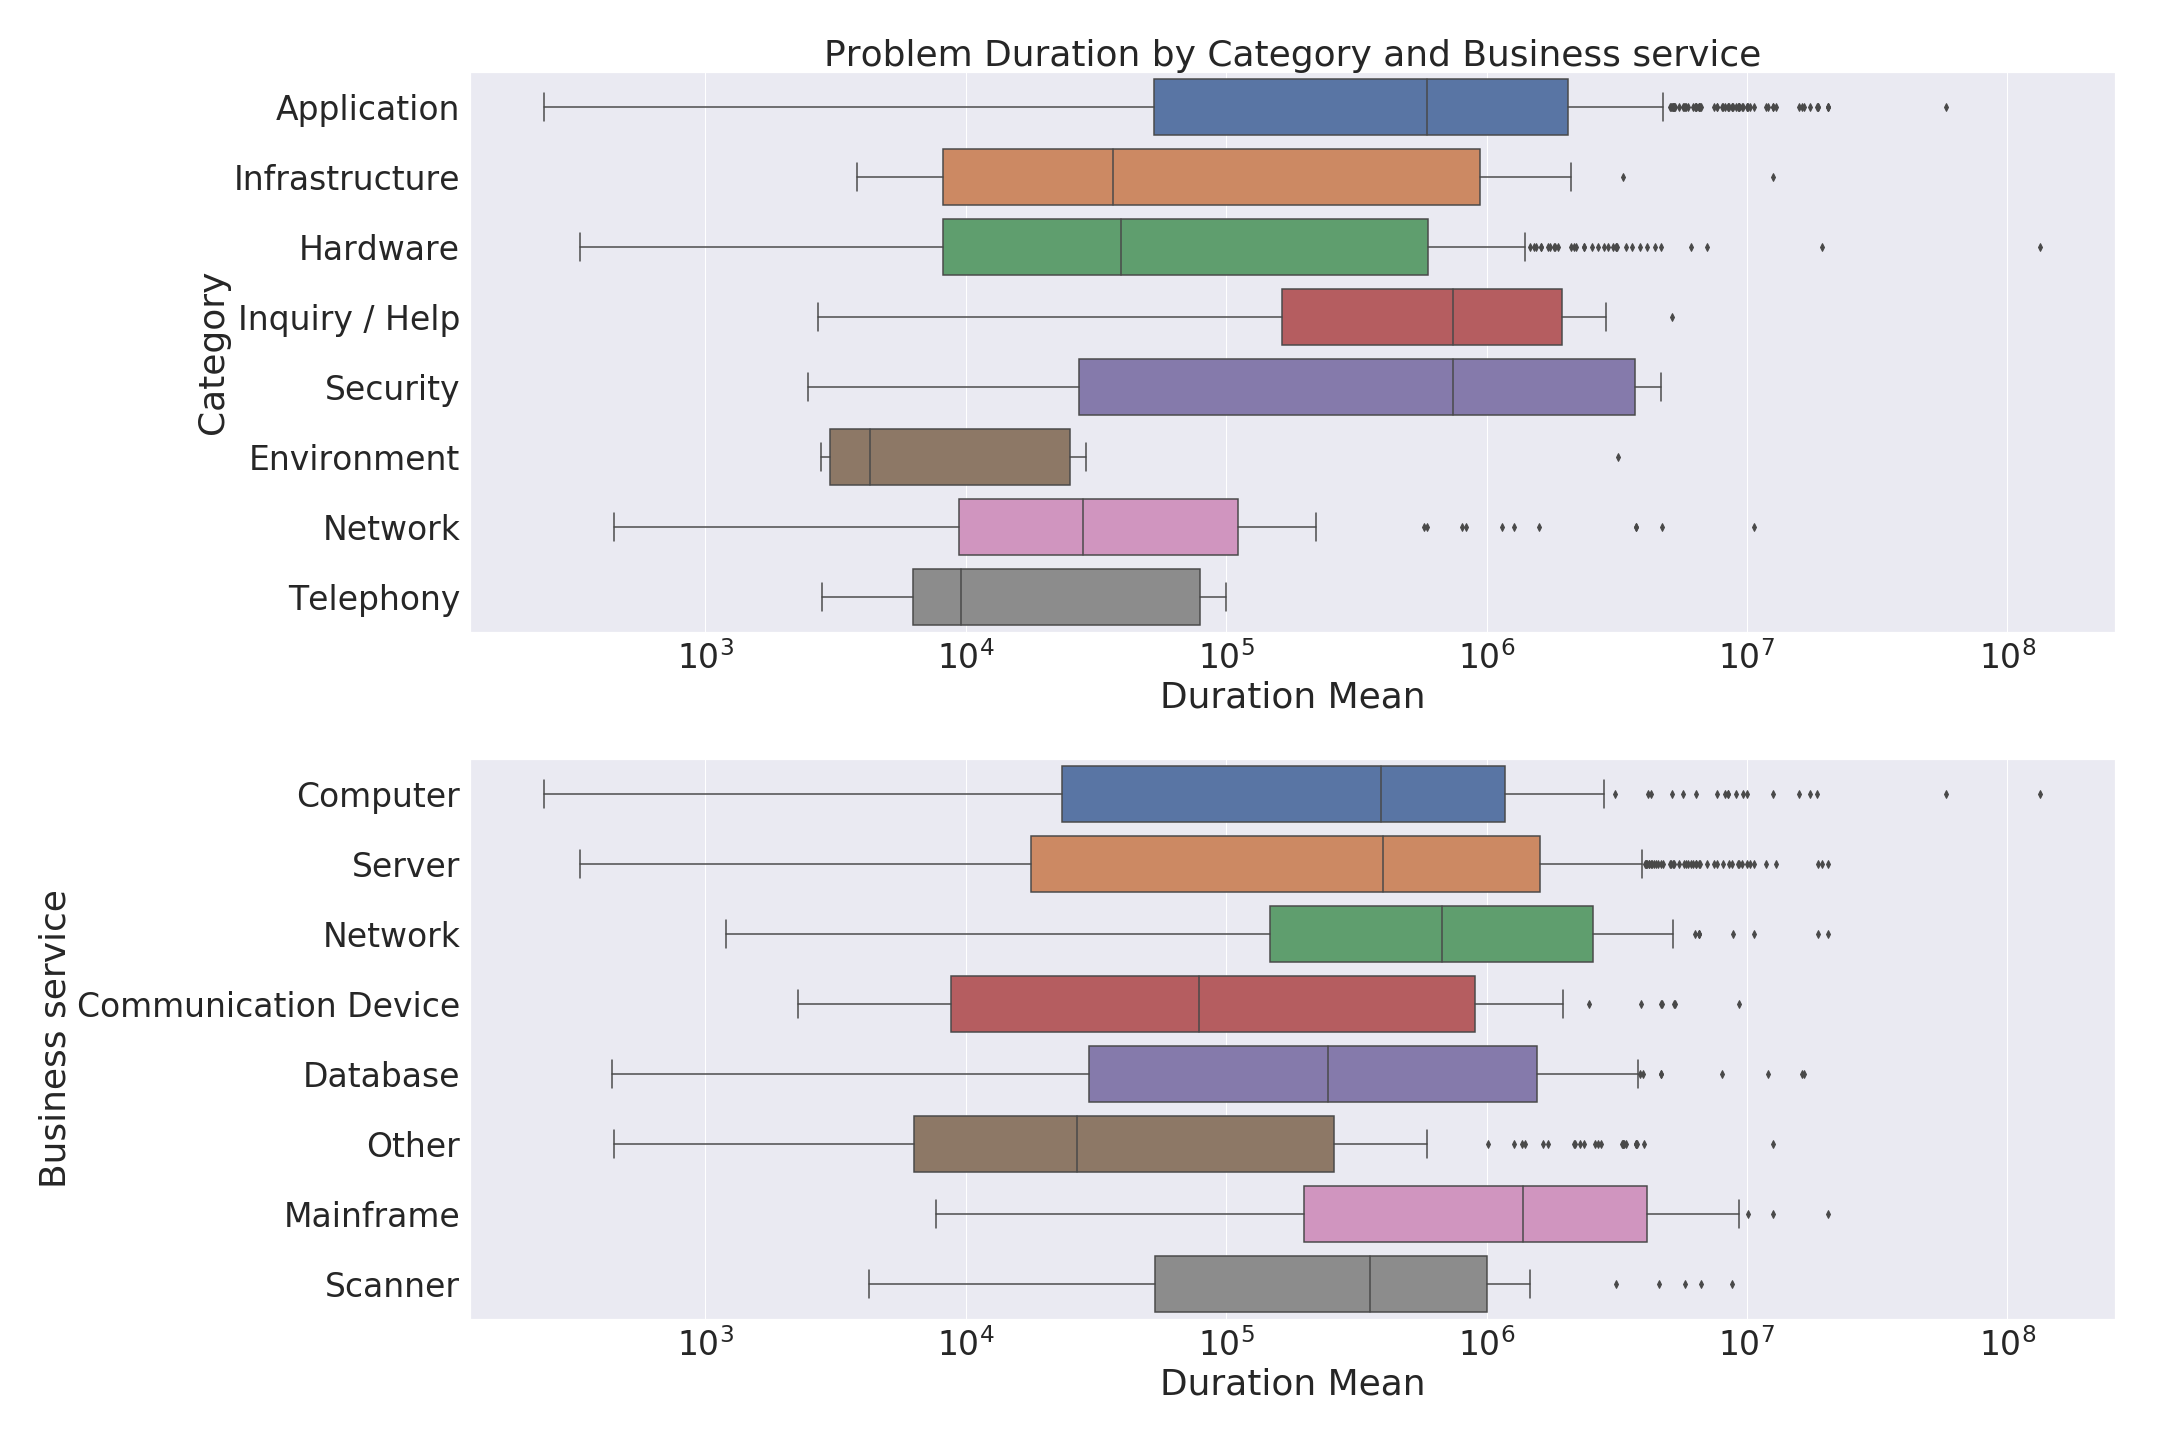 Problem Duration by Category and Business service
Category
Application
Infrastructure
Hardware
Inquiry / Help
Security
Environment
Network
Telephony
10³ 10⁴ 10⁵ 10⁶ 10⁷ 10⁸
Duration Mean
Business service
Computer
Server
Network
Communication Device
Database
Other
Mainframe
Scanner
10³ 10⁴ 10⁵ 10⁶ 10⁷ 10⁸
Duration Mean